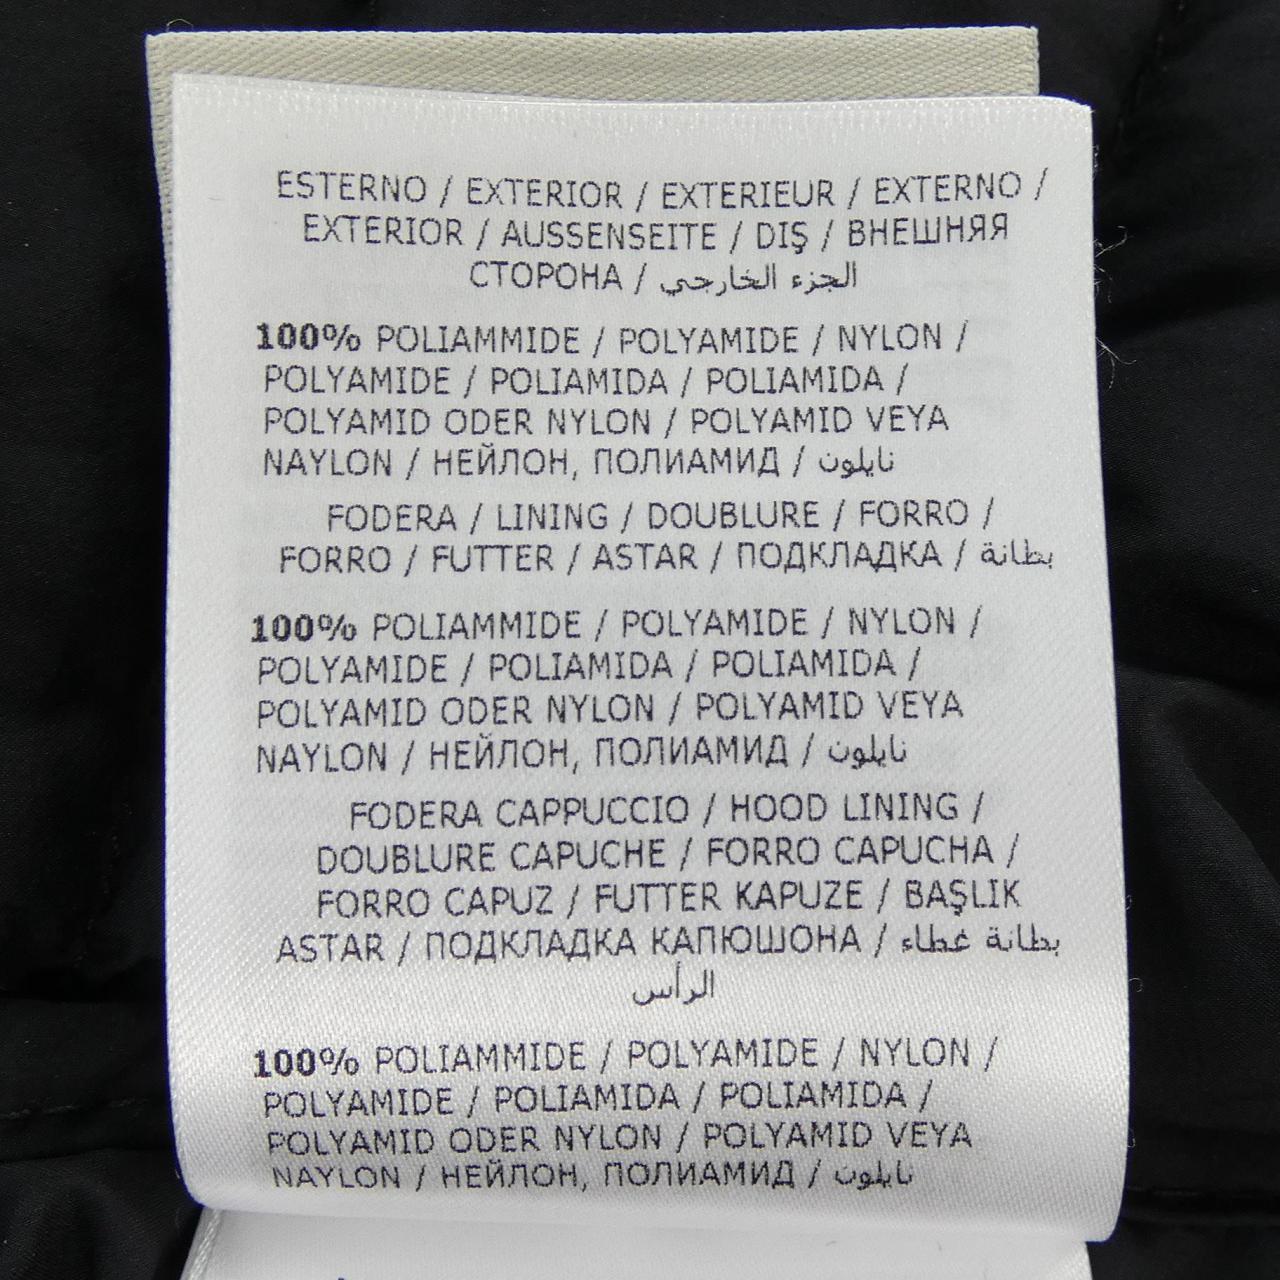 ESTERNO / EXTERIOR / EXTERIEUR / EXTERNO /
EXTERIOR / AUSSENSEITE / DIŞ / ВНЕШНЯЯ
СТОРОНА / الجزء الخارجي
100% POLIAMMIDE / POLYAMIDE / NYLON /
POLYAMIDE / POLIAMIDA / POLIAMIDA /
POLYAMID ODER NYLON / POLYAMID VEYA
NAYLON / НЕЙЛОН, ПОЛИАМИД / نايلون
FODERA / LINING / DOUBLURE / FORRO /
FORRO / FUTTER / ASTAR / ПОДКЛАДКА / بطانة
100% POLIAMMIDE / POLYAMIDE / NYLON /
POLYAMIDE / POLIAMIDA / POLIAMIDA /
POLYAMID ODER NYLON / POLYAMID VEYA
NAYLON / НЕЙЛОН, ПОЛИАМИД / نايلون
FODERA CAPPUCCIO / HOOD LINING /
DOUBLURE CAPUCHE / FORRO CAPUCHA /
FORRO CAPUZ / FUTTER KAPUZE / BAŞLIK
ASTAR / ПОДКЛАДКА КАПЮШОНА / بطانة غطاء
الرأس
100% POLIAMMIDE / POLYAMIDE / NYLON /
POLYAMIDE / POLIAMIDA / POLIAMIDA /
POLYAMID ODER NYLON / POLYAMID VEYA
NAYLON / НЕЙЛОН, ПОЛИАМИД / نايلون